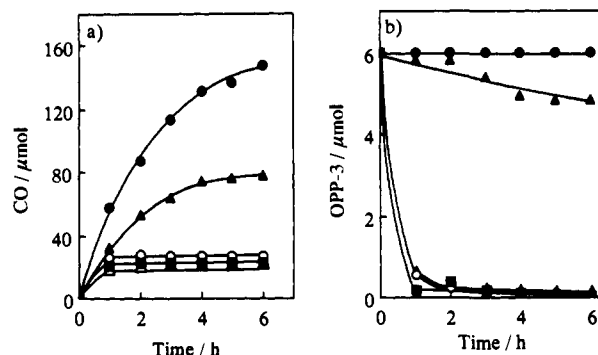 a)
CO / μmol
160
120
80
40
0
0 2 4 6
Time / h
b)
OPP-3 / μmol
6
4
2
0
0 2 4 6
Time / h